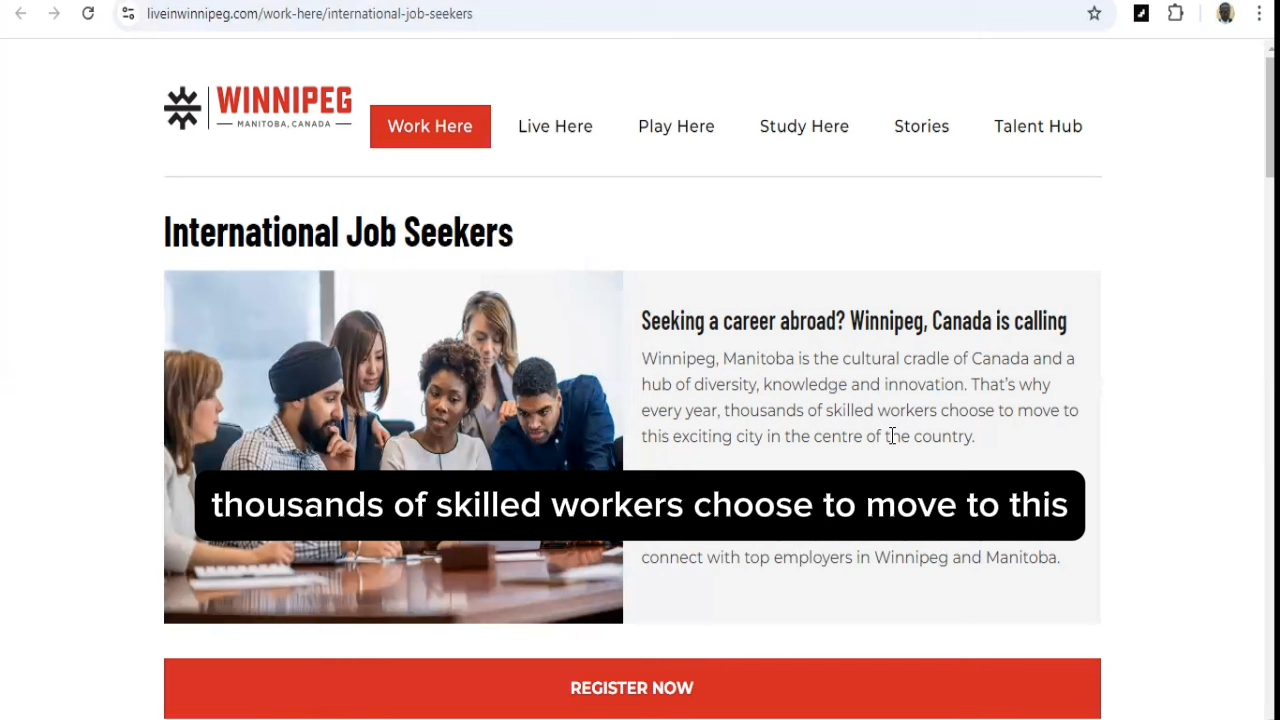 liveinwinnipeg.com/work-here/international-job-seekers
WINNIPEG
MANITOBA, CANADA
Work Here
Live Here
Play Here
Study Here
Stories
Talent Hub
International Job Seekers
Seeking a career abroad? Winnipeg, Canada is calling
Winnipeg, Manitoba is the cultural cradle of Canada and a
hub of diversity, knowledge and innovation. That's why
every year, thousands of skilled workers choose to move to
this exciting city in the centre of the country.
thousands of skilled workers choose to move to this
connect with top employers in Winnipeg and Manitoba.
REGISTER NOW